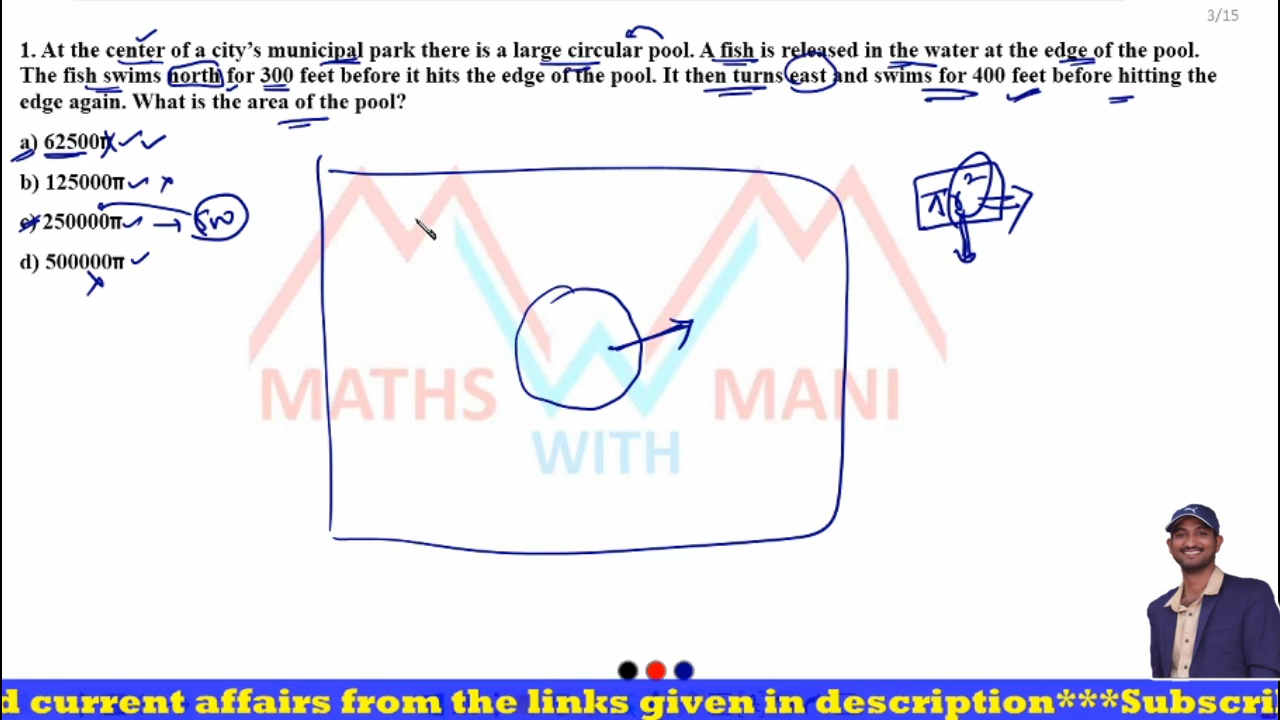 3/15
1. At the center of a city's municipal park there is a large circular pool. A fish is released in the water at the edge of the pool.
The fish swims north for 300 feet before it hits the edge of the pool. It then turns east and swims for 400 feet before hitting the
edge again. What is the area of the pool?
a) 62500π
b) 125000π
c) 250000π → 500
d) 500000π
2
π
MATHS
WITH
MANI
d current affairs from the links given in description***Subscri